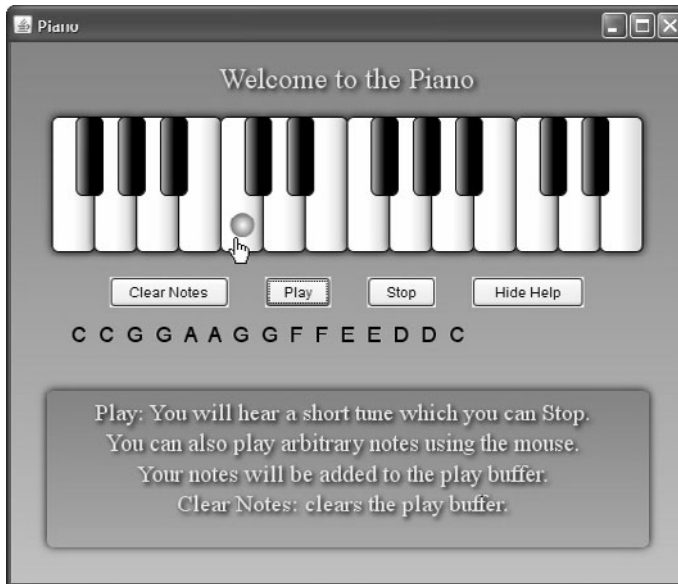 Piano
Welcome to the Piano
Clear Notes Play Stop Hide Help
C C G G A A G G F F E E D D C
Play: You will hear a short tune which you can Stop.
You can also play arbitrary notes using the mouse.
Your notes will be added to the play buffer.
Clear Notes: clears the play buffer.